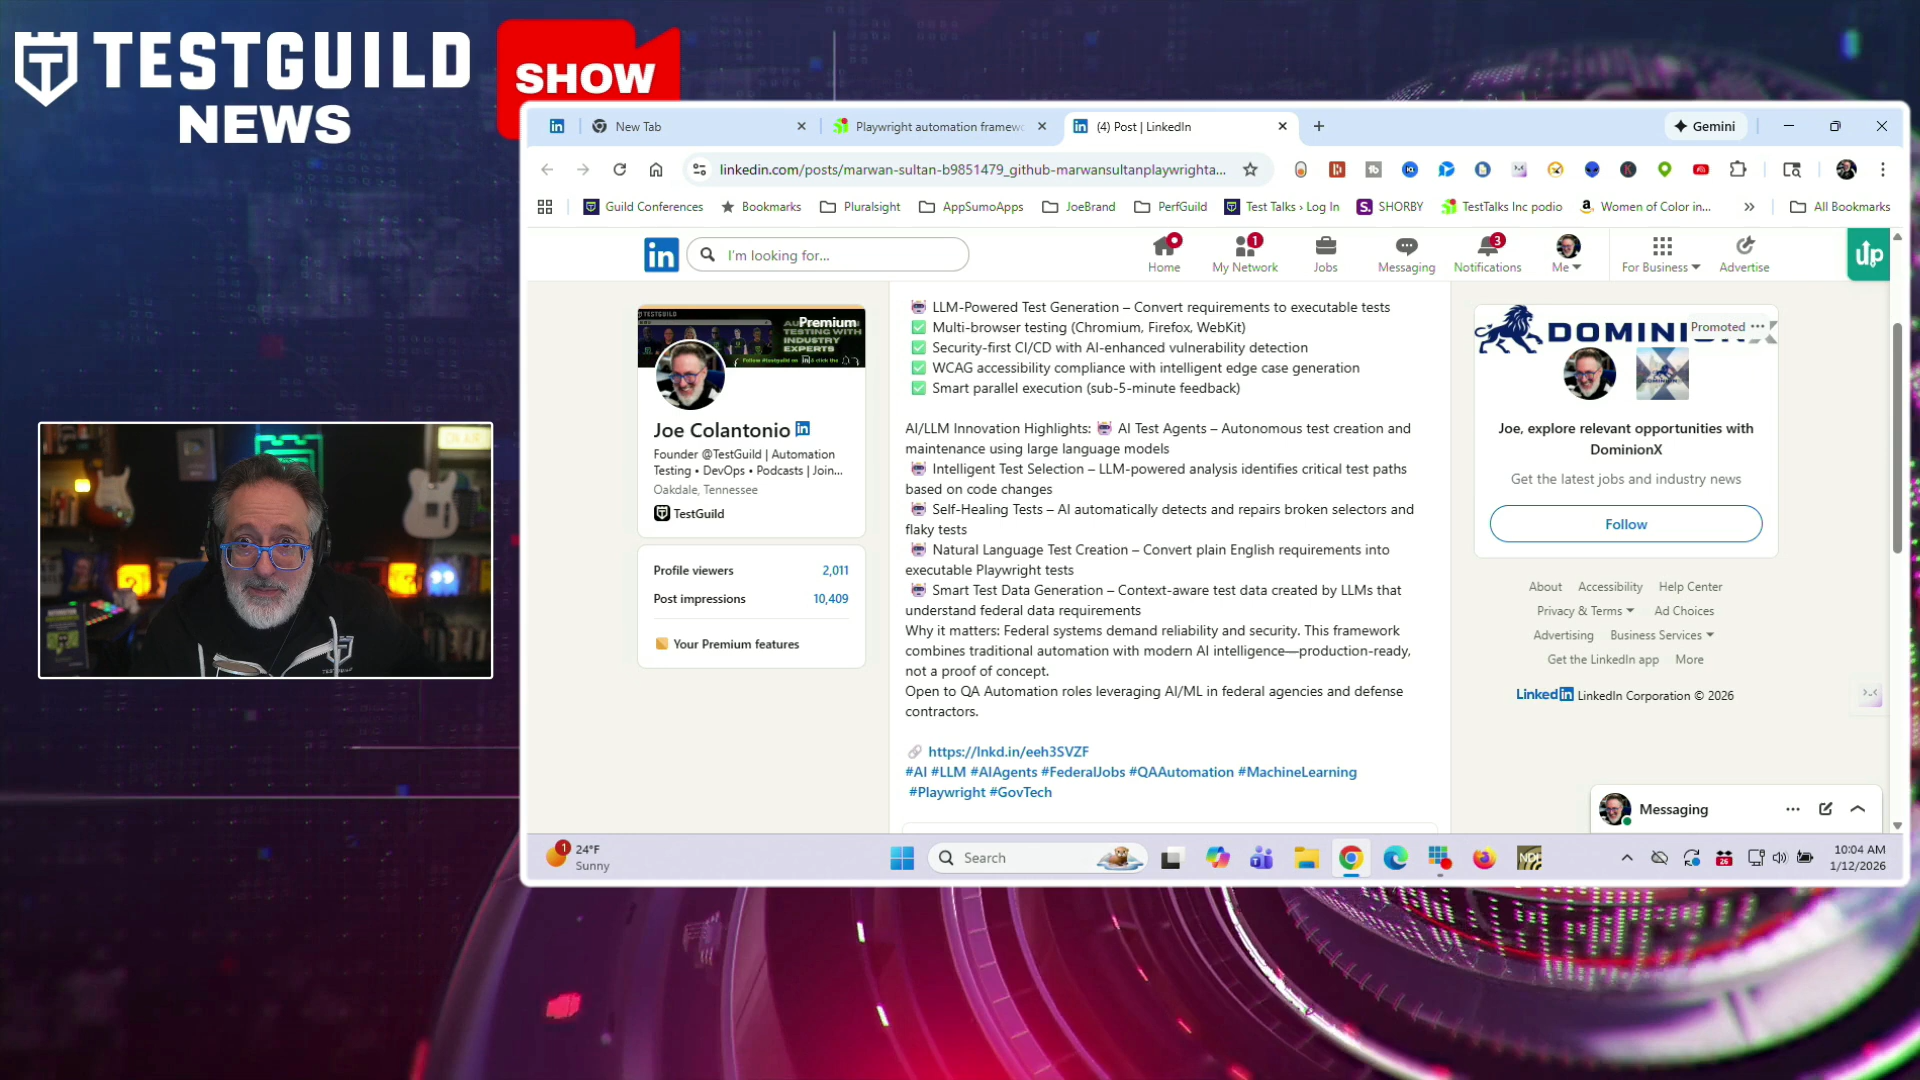 TESTGUILD
NEWS
SHOW
New Tab
Playwright automation framewo
(4) Post | LinkedIn
Gemini
linkedin.com/posts/marwan-sultan-b9851479_github-marwansultanplaywrighta...
Guild Conferences
Bookmarks
Pluralsight
AppSumoApps
JoeBrand
PerfGuild
Test Talks › Log In
SHORBY
TestTalks Inc podio
Women of Color in...
All Bookmarks
I'm looking for...
Home
1
My Network
Jobs
Messaging
3
Notifications
Me
For Business
Advertise
up
TESTGUILD
Premium
TESTING WITH
INDUSTRY
EXPERTS
Joe Colantonio
Founder @TestGuild | Automation
Testing • DevOps • Podcasts | Join...
Oakdale, Tennessee
TestGuild
Profile viewers 2,011
Post impressions 10,409
Your Premium features
LLM-Powered Test Generation – Convert requirements to executable tests
Multi-browser testing (Chromium, Firefox, WebKit)
Security-first CI/CD with AI-enhanced vulnerability detection
WCAG accessibility compliance with intelligent edge case generation
Smart parallel execution (sub-5-minute feedback)
AI/LLM Innovation Highlights: AI Test Agents – Autonomous test creation and
maintenance using large language models
Intelligent Test Selection – LLM-powered analysis identifies critical test paths
based on code changes
Self-Healing Tests – AI automatically detects and repairs broken selectors and
flaky tests
Natural Language Test Creation – Convert plain English requirements into
executable Playwright tests
Smart Test Data Generation – Context-aware test data created by LLMs that
understand federal data requirements
Why it matters: Federal systems demand reliability and security. This framework
combines traditional automation with modern AI intelligence—production-ready,
not a proof of concept.
Open to QA Automation roles leveraging AI/ML in federal agencies and defense
contractors.
https://lnkd.in/eeh3SVZF
#AI #LLM #AIAgents #FederalJobs #QAAutomation #MachineLearning
#Playwright #GovTech
Promoted
Joe, explore relevant opportunities with
DominionX
Get the latest jobs and industry news
Follow
About Accessibility Help Center
Privacy & Terms Ad Choices
Advertising Business Services
Get the LinkedIn app More
LinkedIn LinkedIn Corporation © 2026
Messaging
1
24°F
Sunny
Search
10:04 AM
1/12/2026
ON AIR